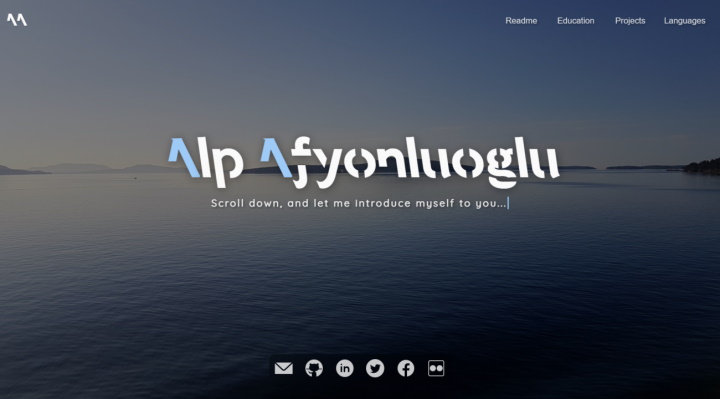 Readme Education Projects Languages
Alp Afyonluoglu
Scroll down, and let me introduce myself to you...